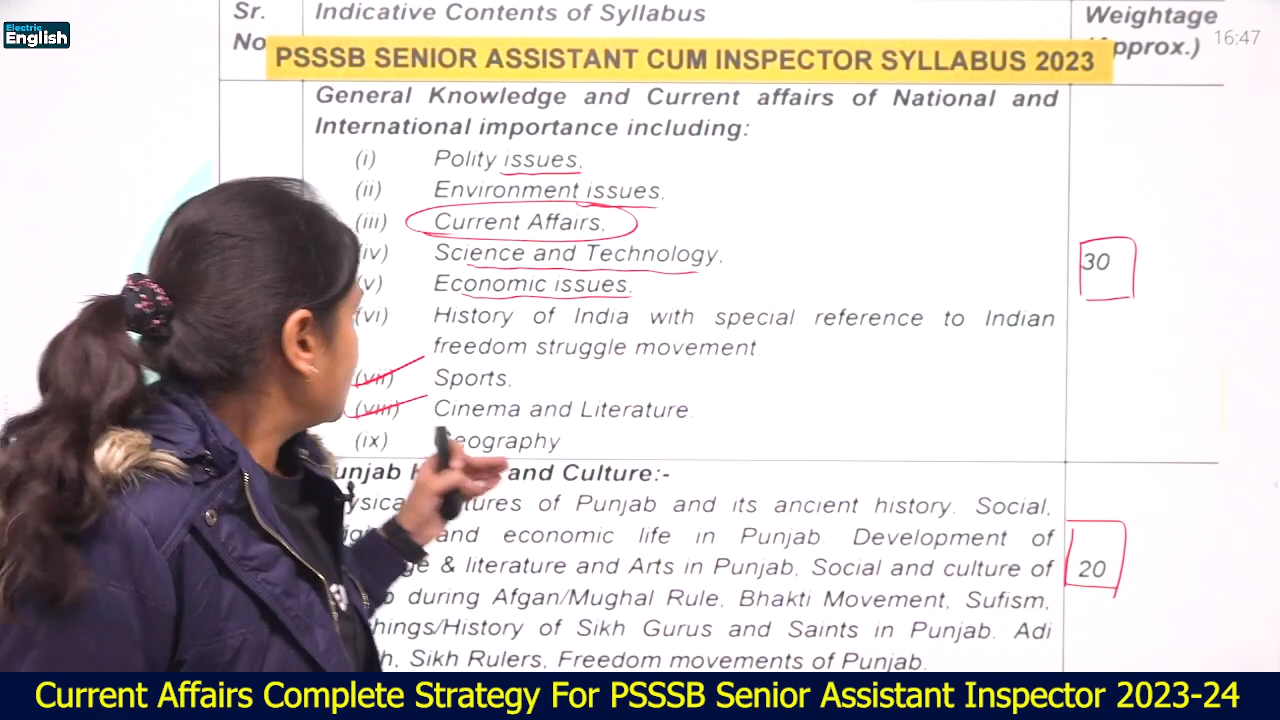 Electric
English
Sr.
No
Indicative Contents of Syllabus
Weightage
(Approx.)
16:47
PSSSB SENIOR ASSISTANT CUM INSPECTOR SYLLABUS 2023
General Knowledge and Current affairs of National and
International importance including:
(i) Polity issues,
(ii) Environment issues,
(iii) Current Affairs,
(iv) Science and Technology,
(v) Economic issues,
(vi) History of India with special reference to Indian
freedom struggle movement.
(vii) Sports,
(viii) Cinema and Literature.
(ix) Geography
30
and Culture:-
of Punjab and its ancient history. Social,
and economic life in Punjab. Development of
& literature and Arts in Punjab, Social and culture of
during Afgan/Mughal Rule, Bhakti Movement, Sufism,
/History of Sikh Gurus and Saints in Punjab. Adi
Sikh Rulers, Freedom movements of Punjab.
20
Current Affairs Complete Strategy For PSSSB Senior Assistant Inspector 2023-24